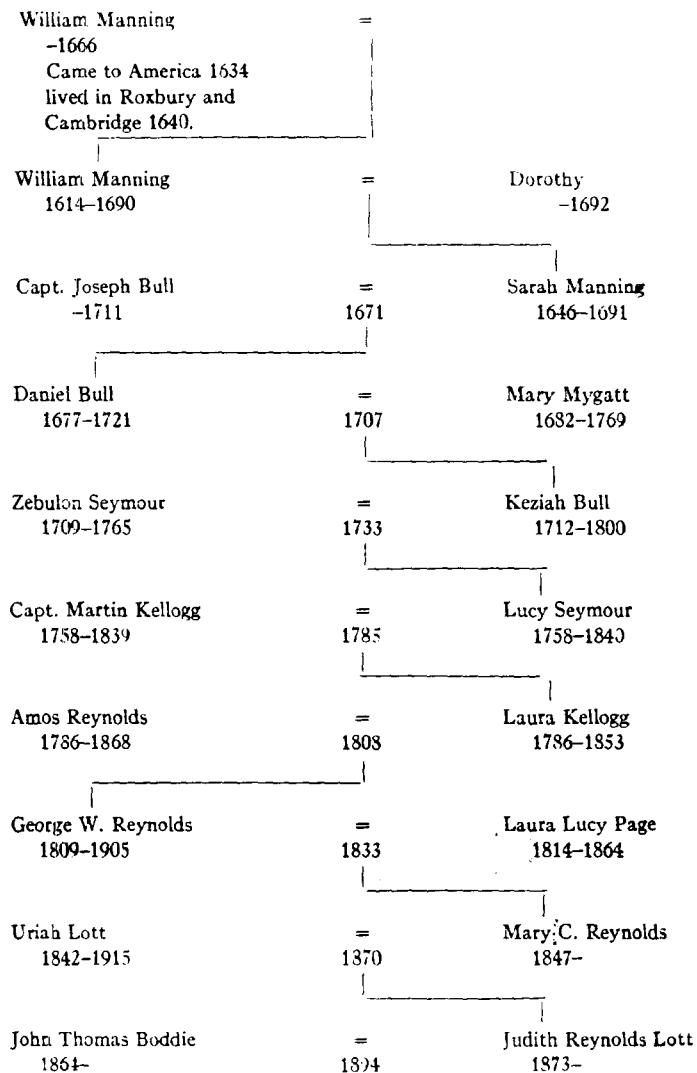 William Manning =
–1666
Came to America 1634
lived in Roxbury and
Cambridge 1640.
William Manning = Dorothy
1614–1690 –1692
Capt. Joseph Bull = Sarah Manning
–1711 1671 1646–1691
Daniel Bull = Mary Mygatt
1677–1721 1707 1682–1769
Zebulon Seymour = Keziah Bull
1709–1765 1733 1712–1800
Capt. Martin Kellogg = Lucy Seymour
1758–1839 1785 1758–1840
Amos Reynolds = Laura Kellogg
1786–1868 1808 1786–1853
George W. Reynolds = Laura Lucy Page
1809–1905 1833 1814–1864
Uriah Lott = Mary C. Reynolds
1842–1915 1870 1847–
John Thomas Boddie = Judith Reynolds Lott
1864– 1894 1873–